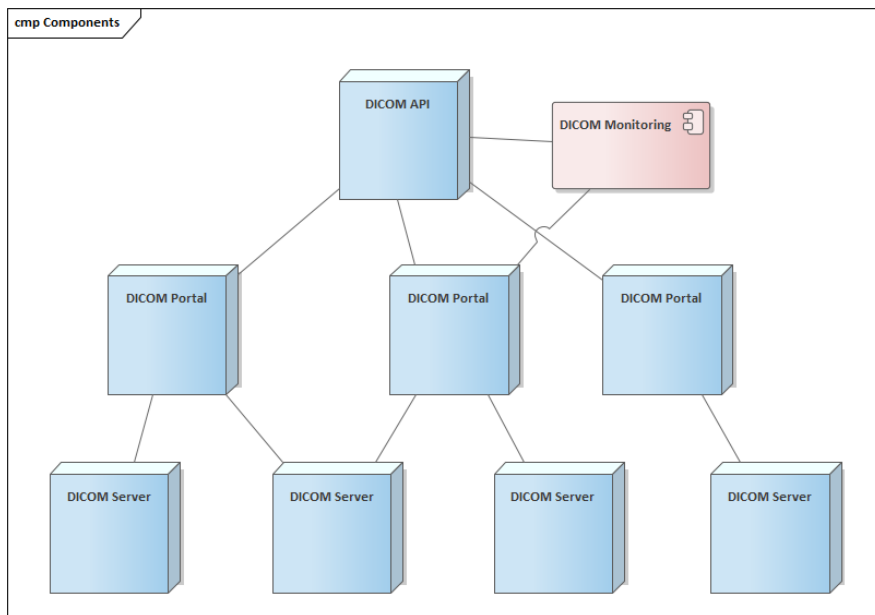 cmp Components
DICOM API
DICOM Monitoring
DICOM Portal
DICOM Portal
DICOM Portal
DICOM Server
DICOM Server
DICOM Server
DICOM Server